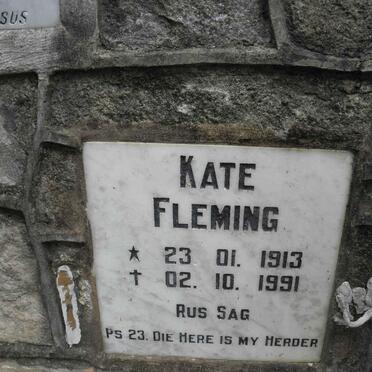 SUS
KATE
FLEMING
★ 23. 01. 1913
✝ 02. 10. 1991
RUS SAG
PS 23. DIE HERE IS MY HERDER